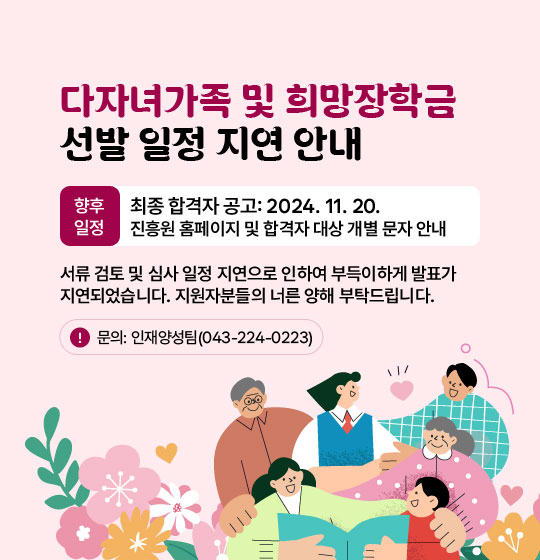 다자녀가족 및 희망장학금
선발 일정 지연 안내
향후
일정
최종 합격자 공고: 2024. 11. 20.
진흥원 홈페이지 및 합격자 대상 개별 문자 안내
서류 검토 및 심사 일정 지연으로 인하여 부득이하게 발표가
지연되었습니다. 지원자분들의 너른 양해 부탁드립니다.
! 문의: 인재양성팀(043-224-0223)